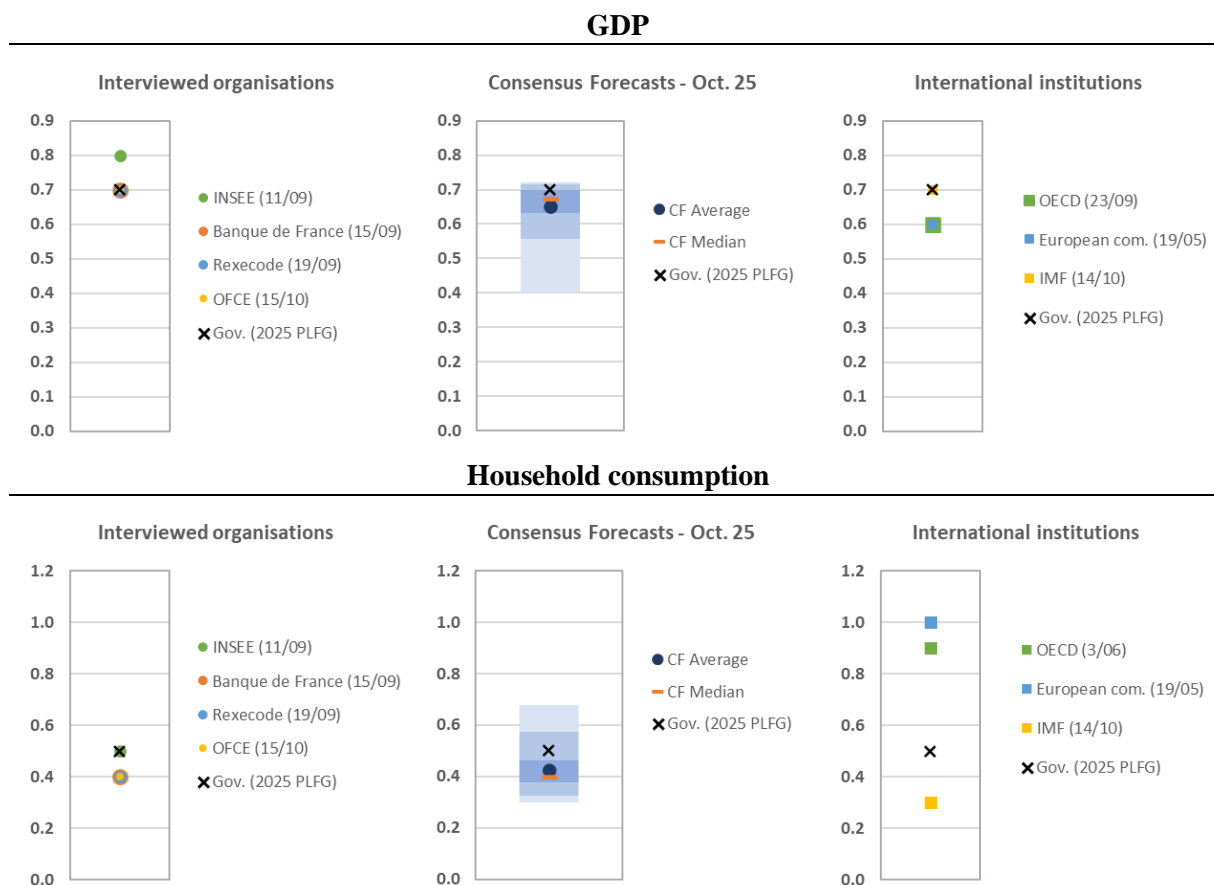 GDP
Interviewed organisations
0.9
0.8
0.7
0.6
0.5
0.4
0.3
0.2
0.1
0.0
INSEE (11/09)
Banque de France (15/09)
Rexecode (19/09)
OFCE (15/10)
Gov. (2025 PLFG)
Consensus Forecasts - Oct. 25
0.9
0.8
0.7
0.6
0.5
0.4
0.3
0.2
0.1
0.0
CF Average
CF Median
Gov. (2025 PLFG)
International institutions
0.9
0.8
0.7
0.6
0.5
0.4
0.3
0.2
0.1
0.0
OECD (23/09)
European com. (19/05)
IMF (14/10)
Gov. (2025 PLFG)
Household consumption
Interviewed organisations
1.2
1.0
0.8
0.6
0.4
0.2
0.0
INSEE (11/09)
Banque de France (15/09)
Rexecode (19/09)
OFCE (15/10)
Gov. (2025 PLFG)
Consensus Forecasts - Oct. 25
1.2
1.0
0.8
0.6
0.4
0.2
0.0
CF Average
CF Median
Gov. (2025 PLFG)
International institutions
1.2
1.0
0.8
0.6
0.4
0.2
0.0
OECD (3/06)
European com. (19/05)
IMF (14/10)
Gov. (2025 PLFG)